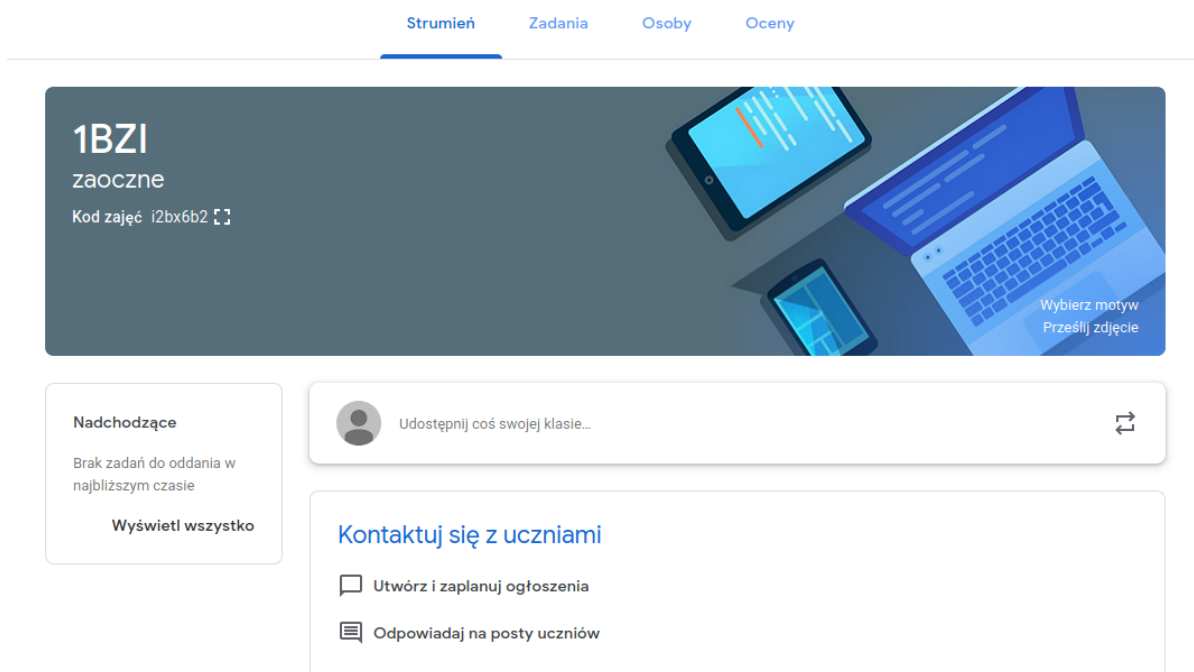 Strumień Zadania Osoby Oceny
1BZI
zaoczne
Kod zajęć i2bx6b2
Wybierz motyw
Prześlij zdjęcie
Nadchodzące
Brak zadań do oddania w
najbliższym czasie
Wyświetl wszystko
Udostępnij coś swojej klasie...
Kontaktuj się z uczniami
Utwórz i zaplanuj ogłoszenia
Odpowiadaj na posty uczniów